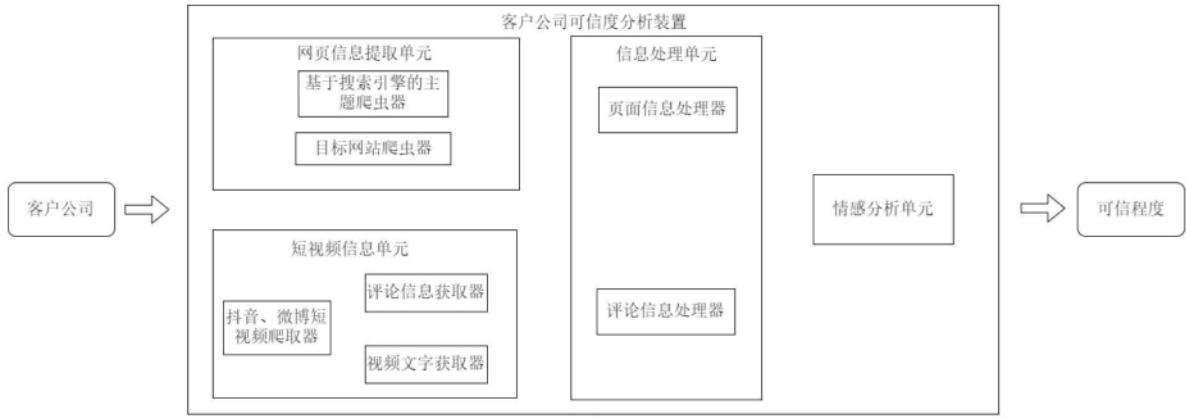 客户公司可信度分析装置
网页信息提取单元
基于搜索引擎的主
题爬虫器
目标网站爬虫器
信息处理单元
页面信息处理器
客户公司
情感分析单元
可信程度
短视频信息单元
评论信息获取器
抖音、微博短
视频爬取器
视频文字获取器
评论信息处理器